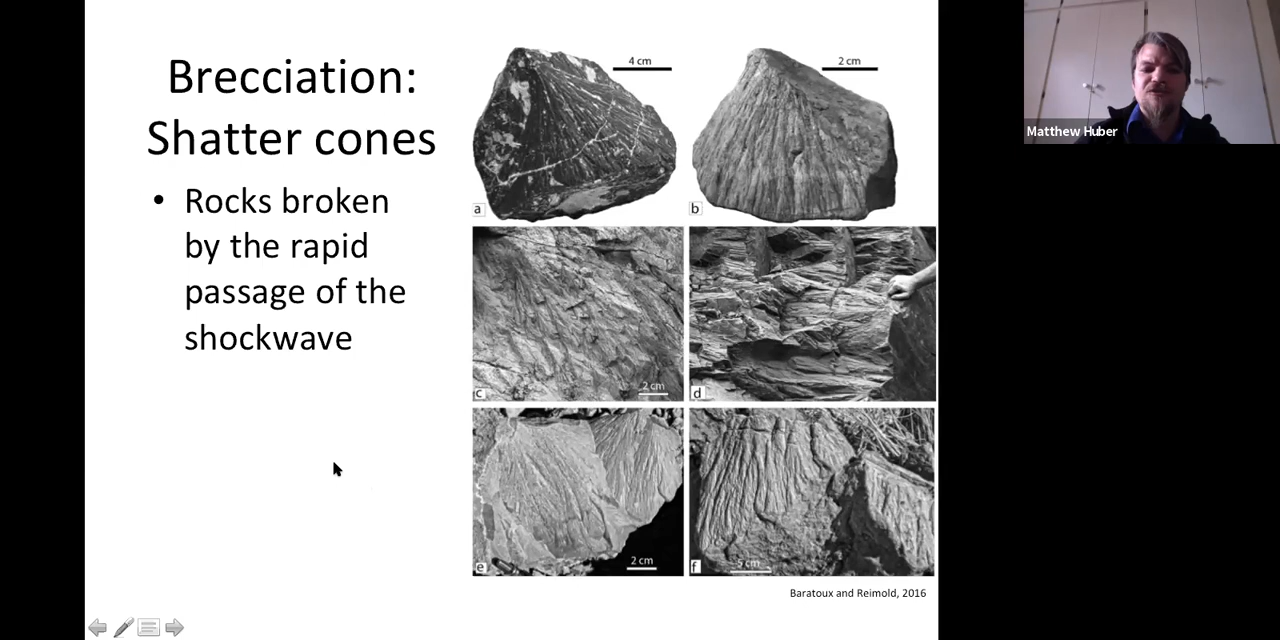 Brecciation:
Shatter cones
• Rocks broken
by the rapid
passage of the
shockwave
4 cm
a
2 cm
b
2 cm
c
d
2 cm
e
5 cm
f
Baratoux and Reimold, 2016
Matthew Huber